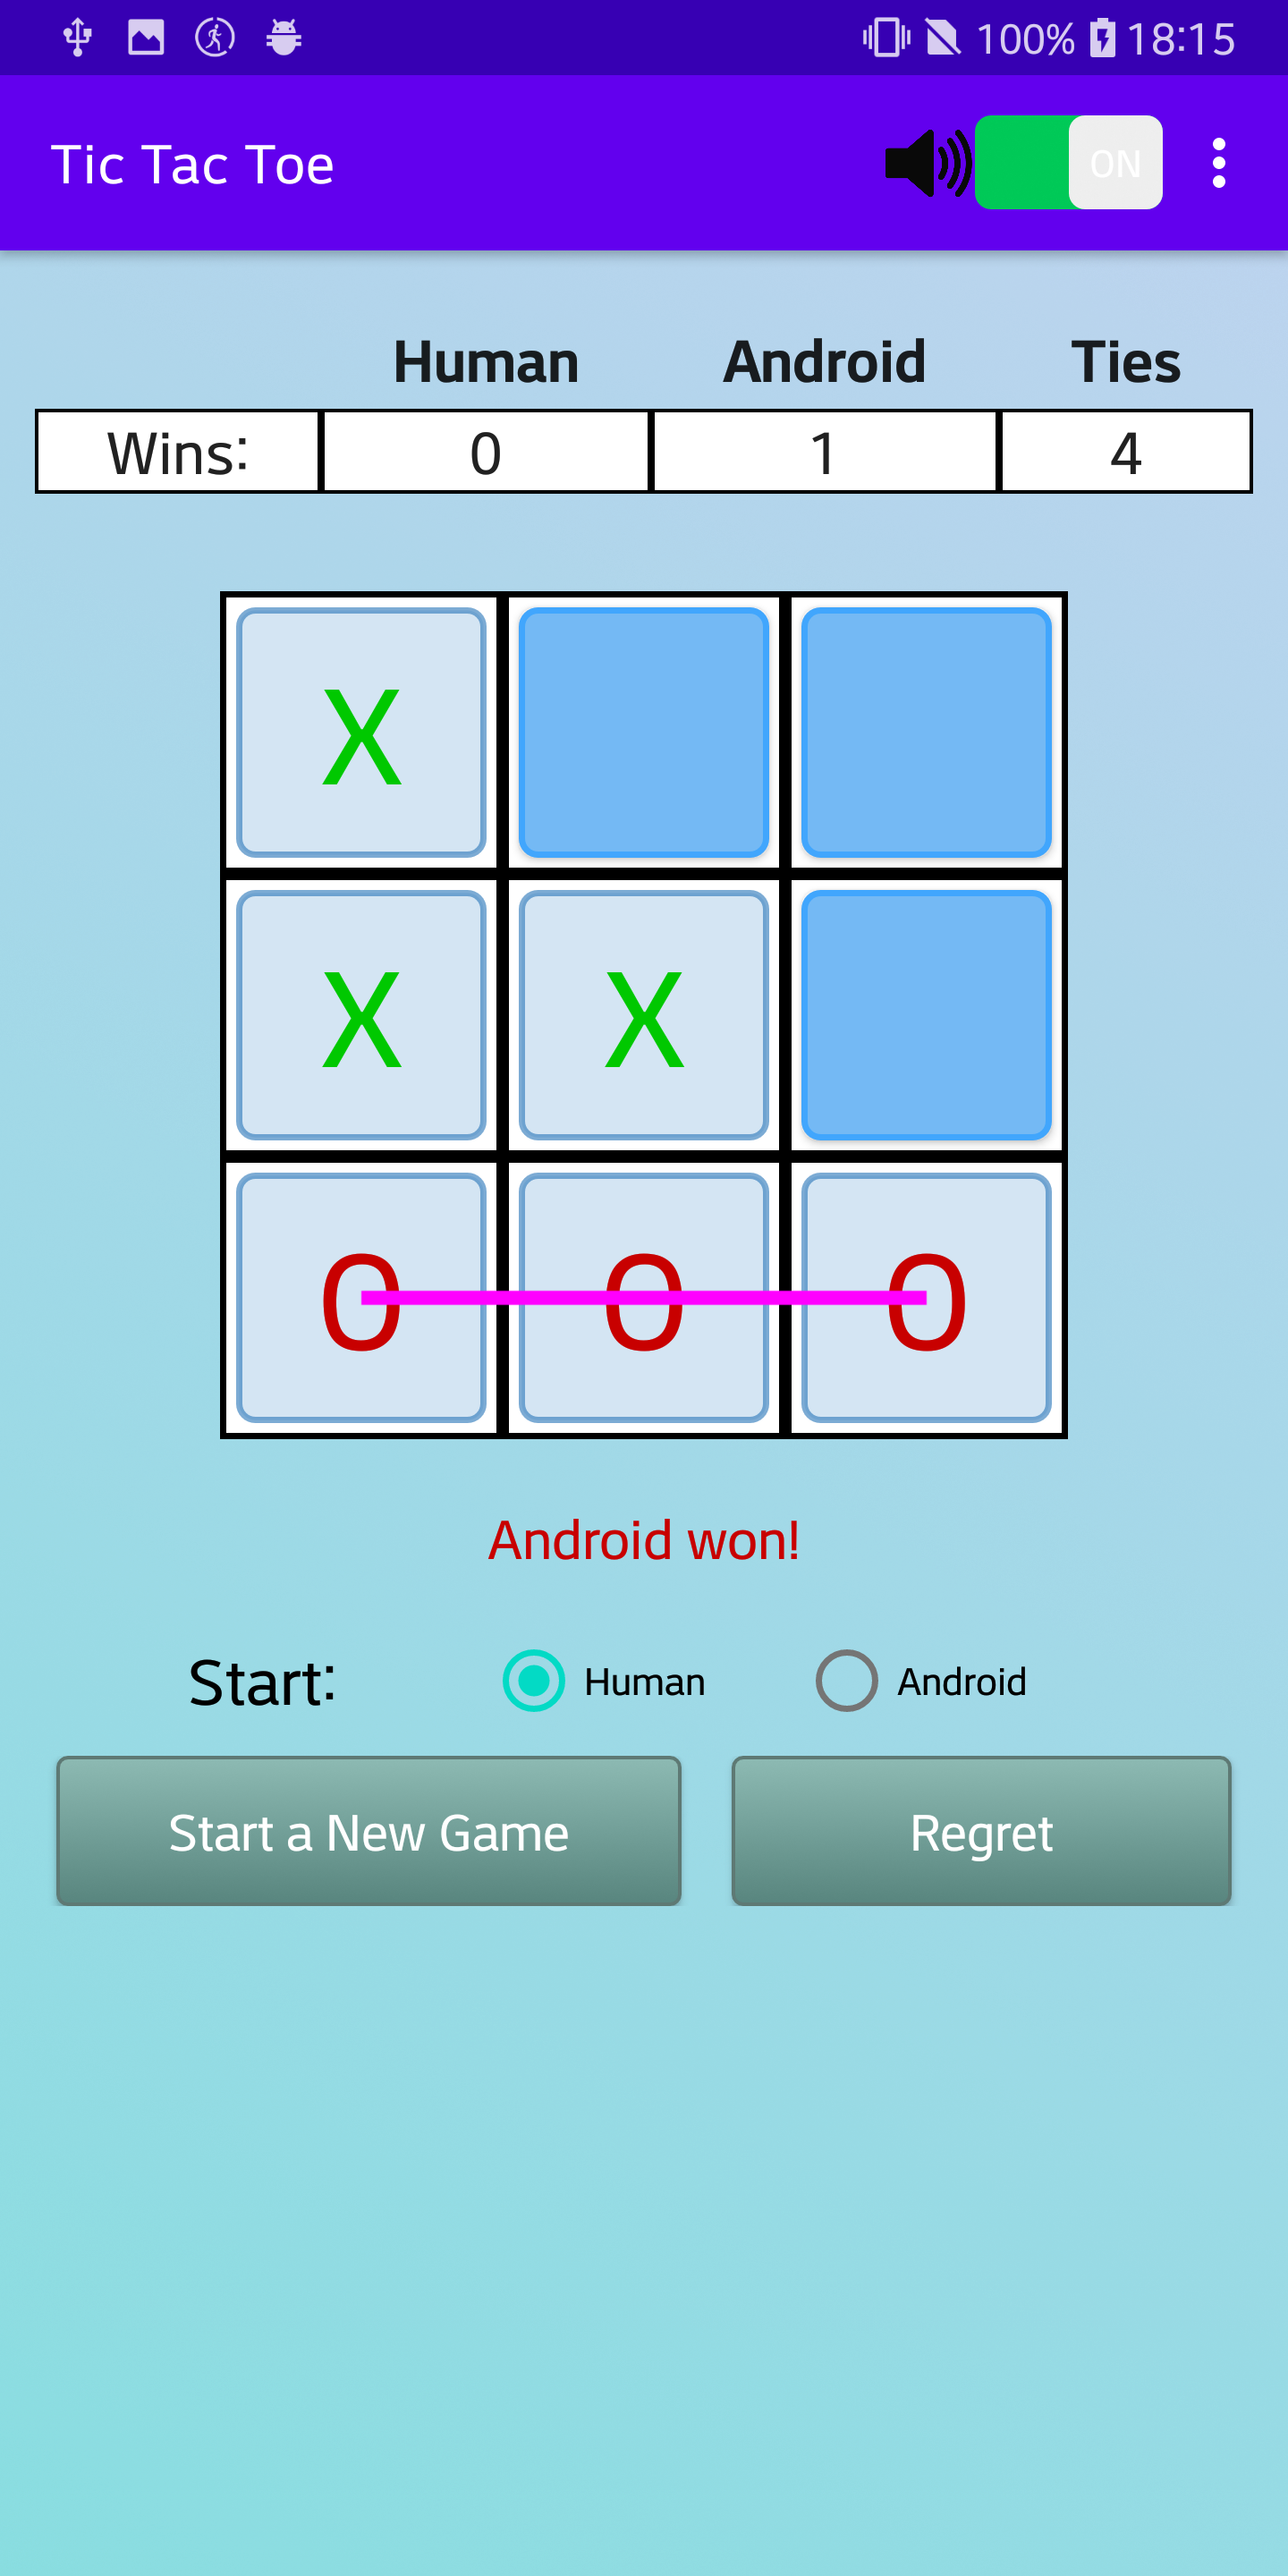 100% 18:15
Tic Tac Toe ON
Human Android Ties
Wins: 0 1 4
X
X X
O O O
Android won!
Start: Human Android
Start a New Game Regret